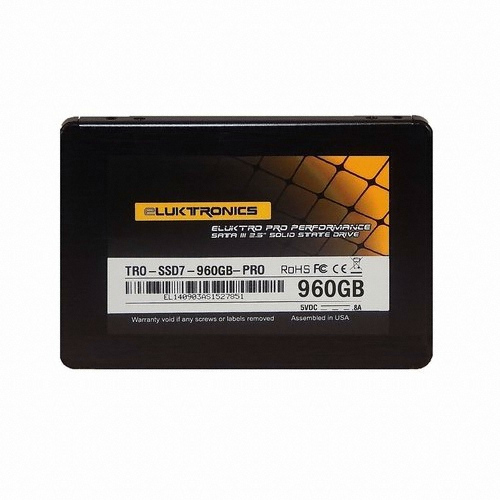 eLUKTRONICS
ELUKTRO PRO PERFORMANCE
SATA III 2.5" SOLID STATE DRIVE
TRO-SSD7-960GB-PRO RoHS FC CE
EL140903AS1527851
960GB
5VDC .8A
Warranty void if any screws or labels removed
Assembled in USA